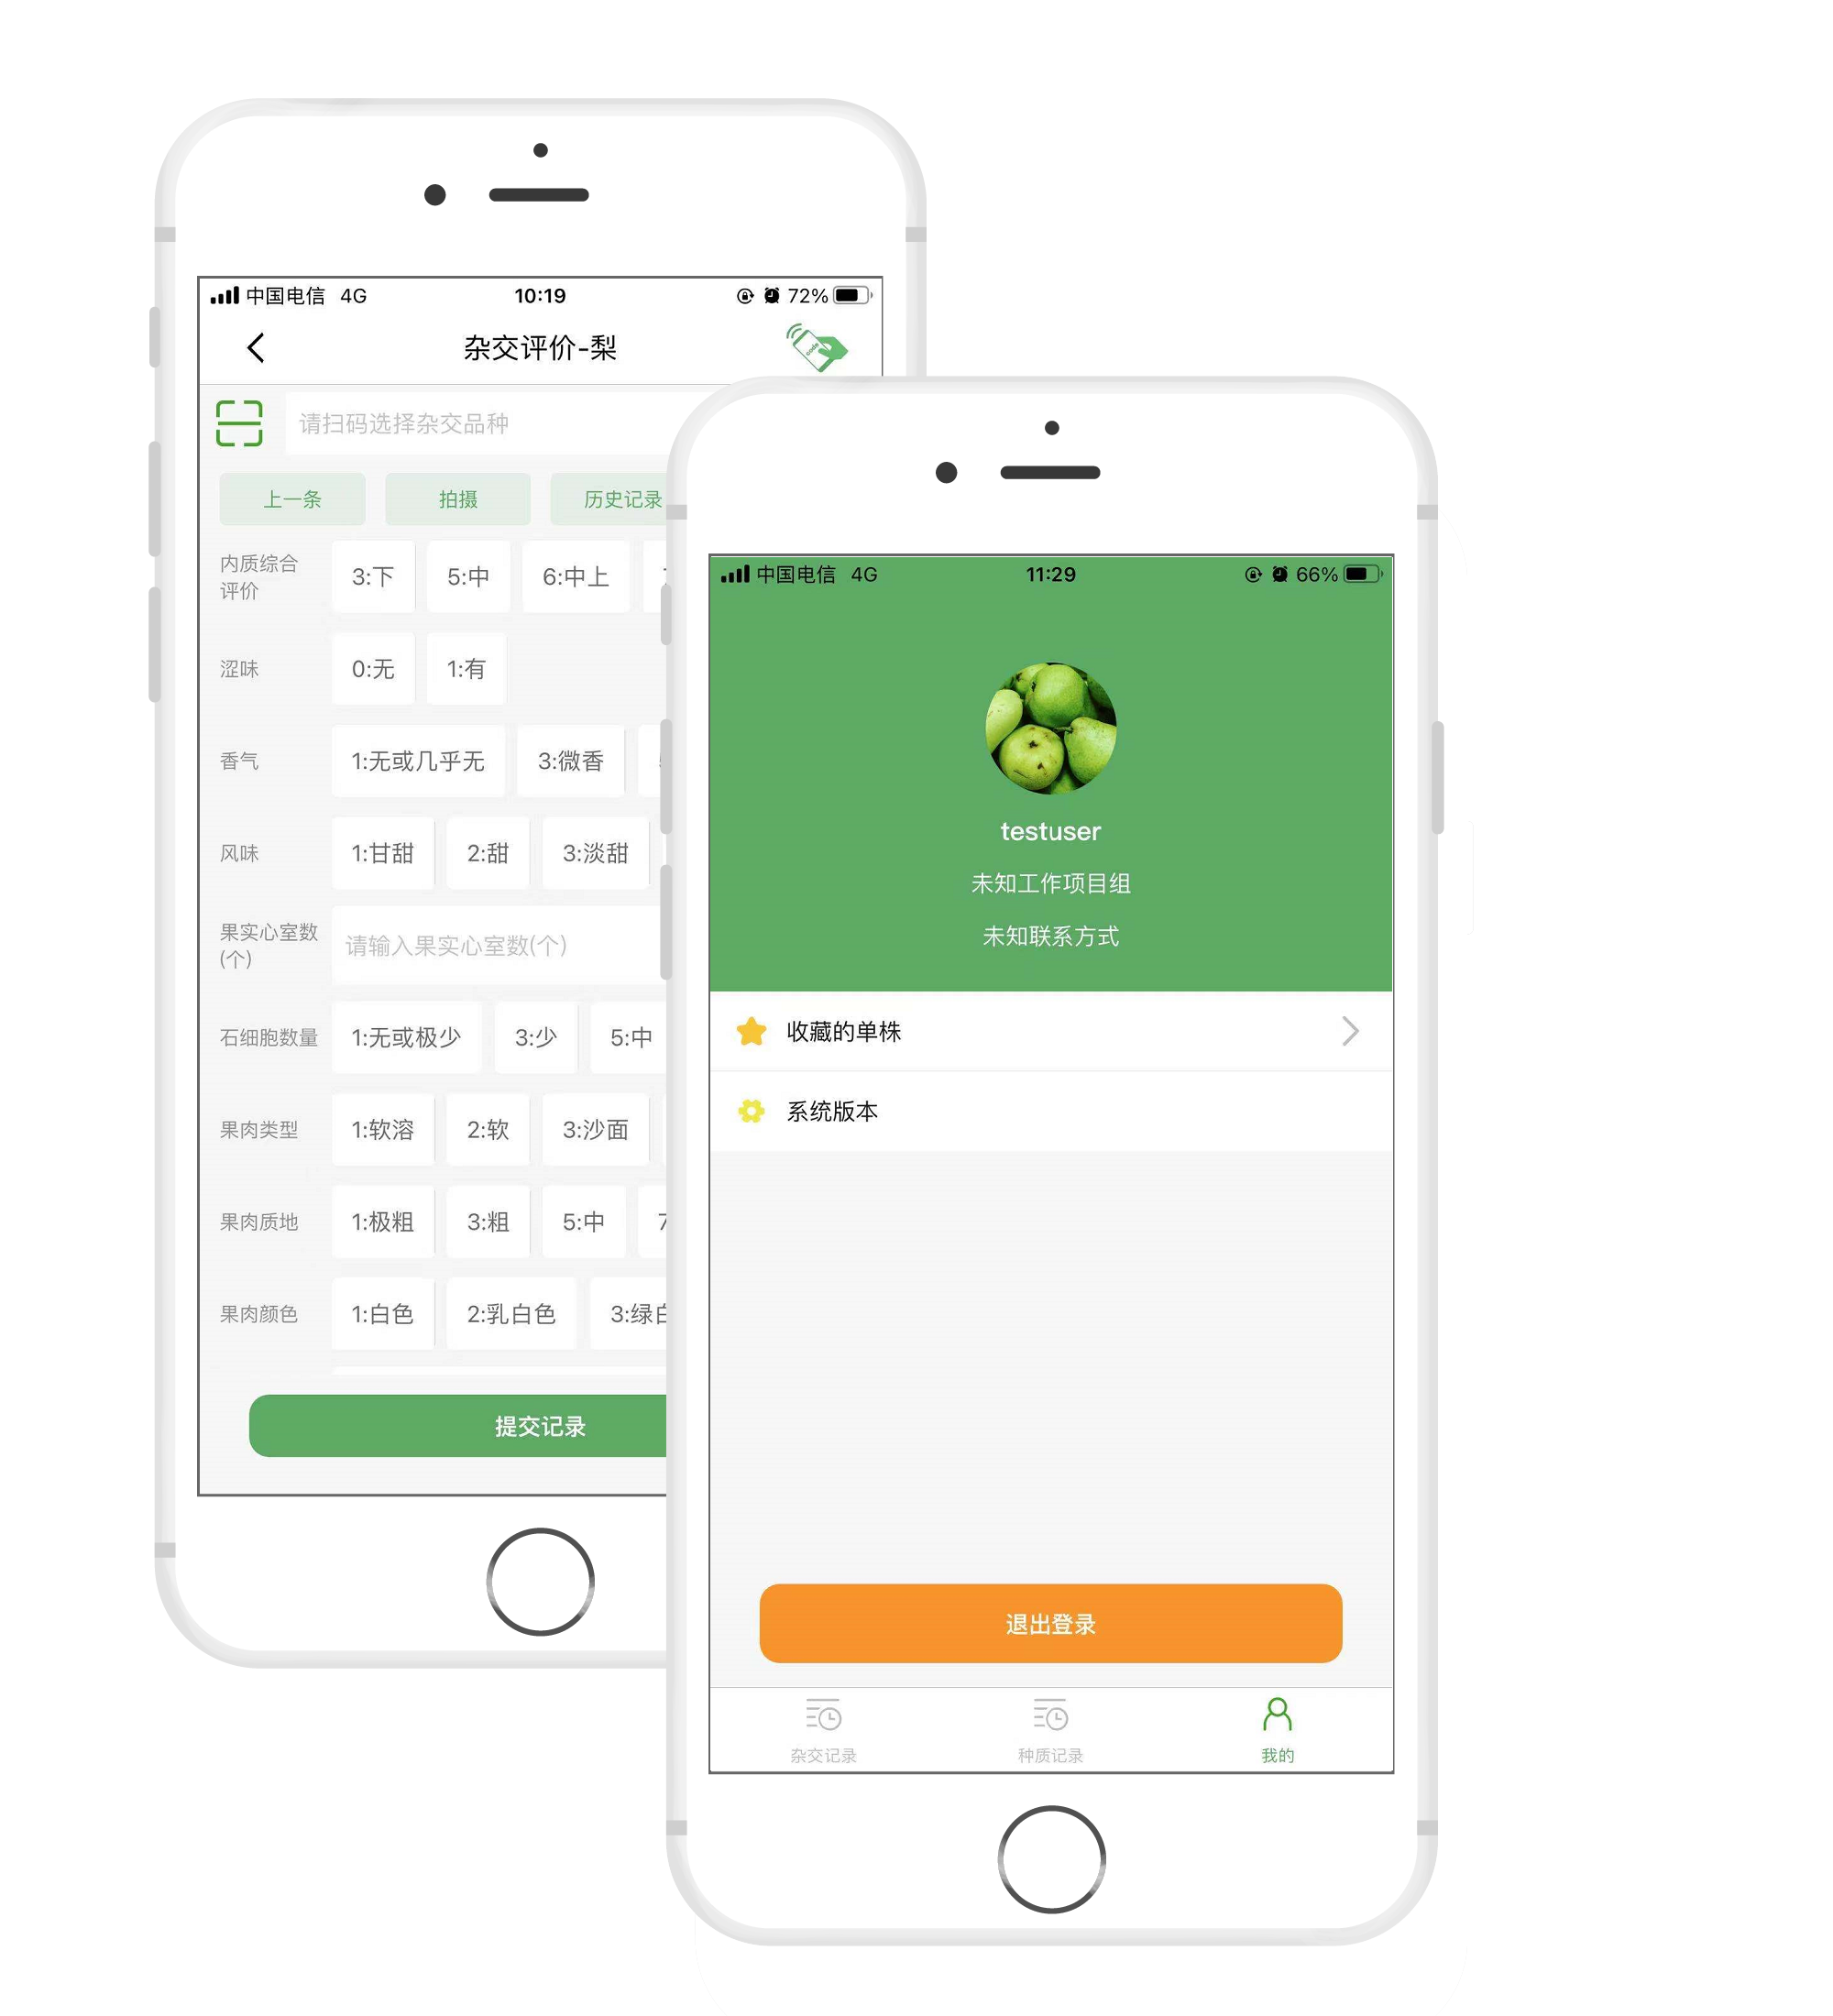 中国电信 4G 10:19 72%
杂交评价-梨
code
请扫码选择杂交品种
上一条 拍摄 历史记录
内质综合
评价
3:下 5:中 6:中上
涩味 0:无 1:有
香气 1:无或几乎无 3:微香
风味 1:甘甜 2:甜 3:淡甜
果实心室数
(个)
请输入果实心室数(个)
石细胞数量 1:无或极少 3:少 5:中
果肉类型 1:软溶 2:软 3:沙面
果肉质地 1:极粗 3:粗 5:中 7
果肉颜色 1:白色 2:乳白色 3:绿白
提交记录
中国电信 4G 11:29 66%
testuser
未知工作项目组
未知联系方式
收藏的单株
系统版本
退出登录
杂交记录 种质记录 我的